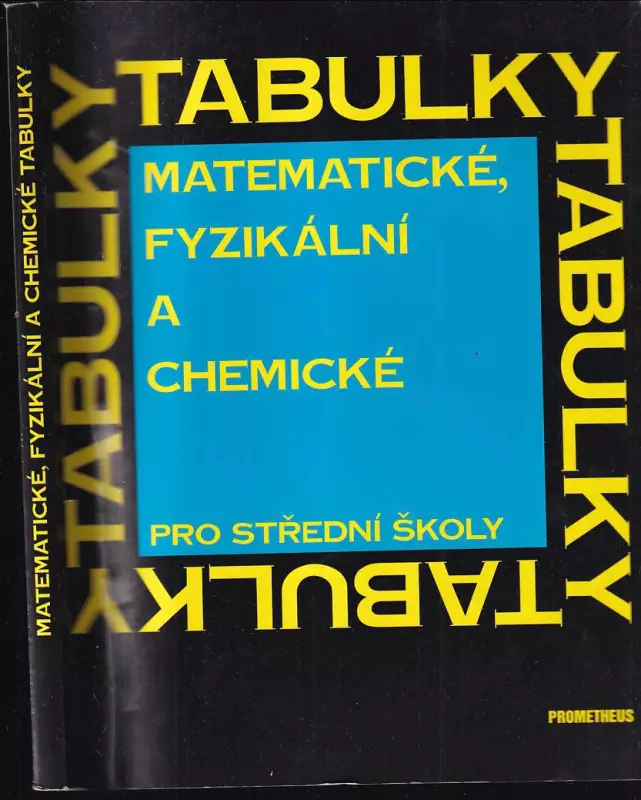 MATEMATICKÉ, FYZIKÁLNÍ A CHEMICKÉ TABULKY
TABULKY
TABULKY
TABULKY
TABULKY
MATEMATICKÉ,
FYZIKÁLNÍ
A
CHEMICKÉ
PRO STŘEDNÍ ŠKOLY
PROMETHEUS